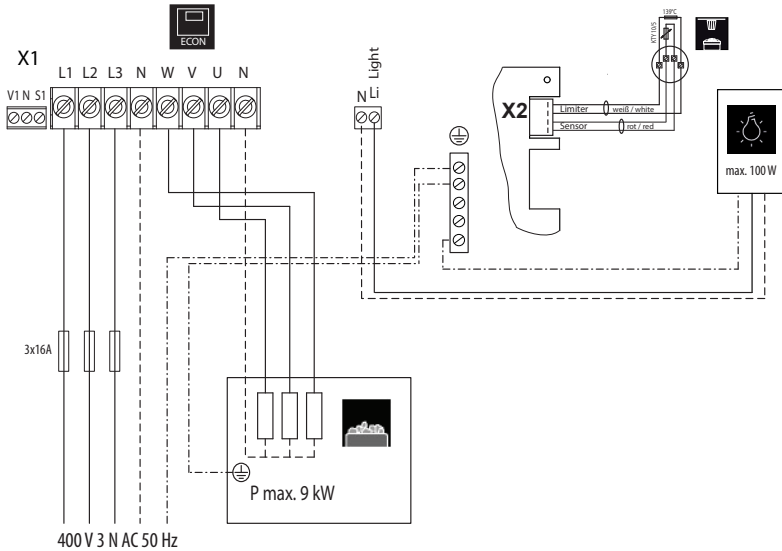 ECON
X1
L1 L2 L3 N W V U N
V1 N S1
Light
N Li
139°C
KTY 10/5
X2
Limiter weiß / white
Sensor rot / red
max. 100 W
3x16A
P max. 9 kW
400 V 3 N AC 50 Hz